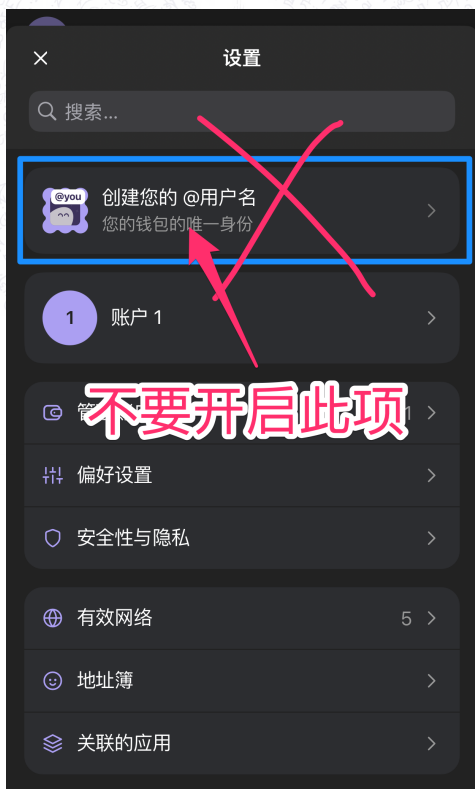 设置
搜索...
@you
创建您的 @用户名
您的钱包的唯一身份
1
账户 1
不要开启此项
1
偏好设置
安全性与隐私
有效网络
5
地址簿
关联的应用